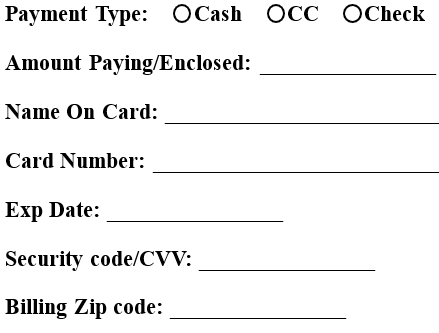 Payment Type: ○Cash ○CC ○Check
Amount Paying/Enclosed: ________________
Name On Card: _________________________
Card Number: __________________________
Exp Date: ________________
Security code/CVV: ________________
Billing Zip code: ________________